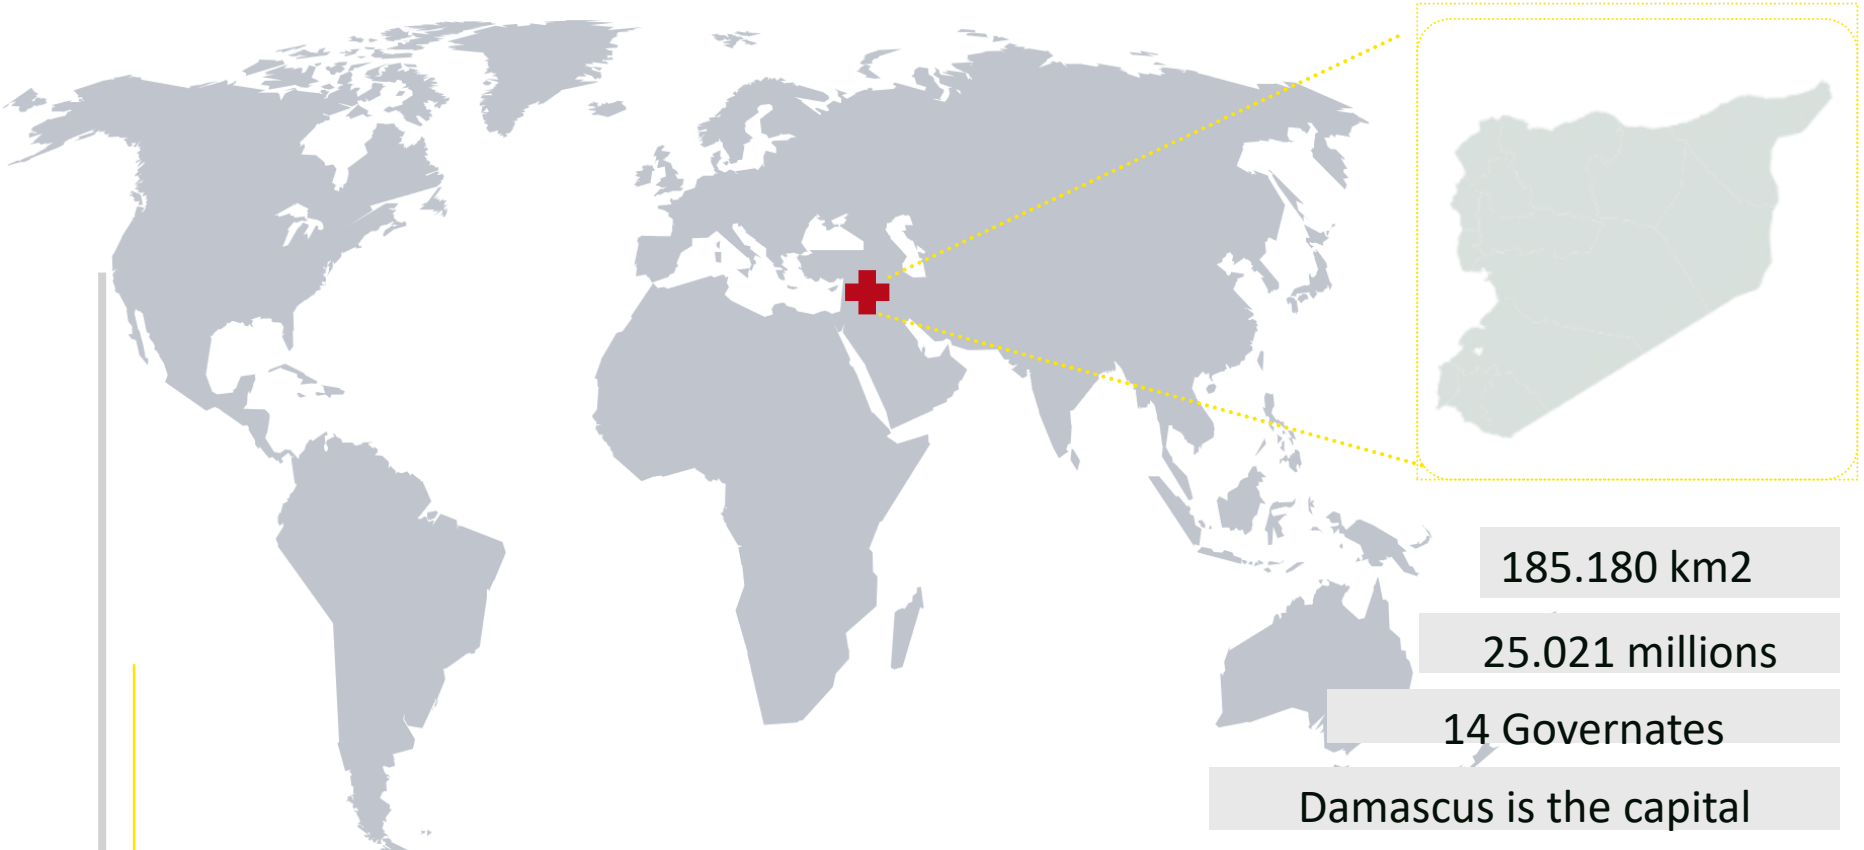 185.180 km2
25.021 millions
14 Governates
Damascus is the capital